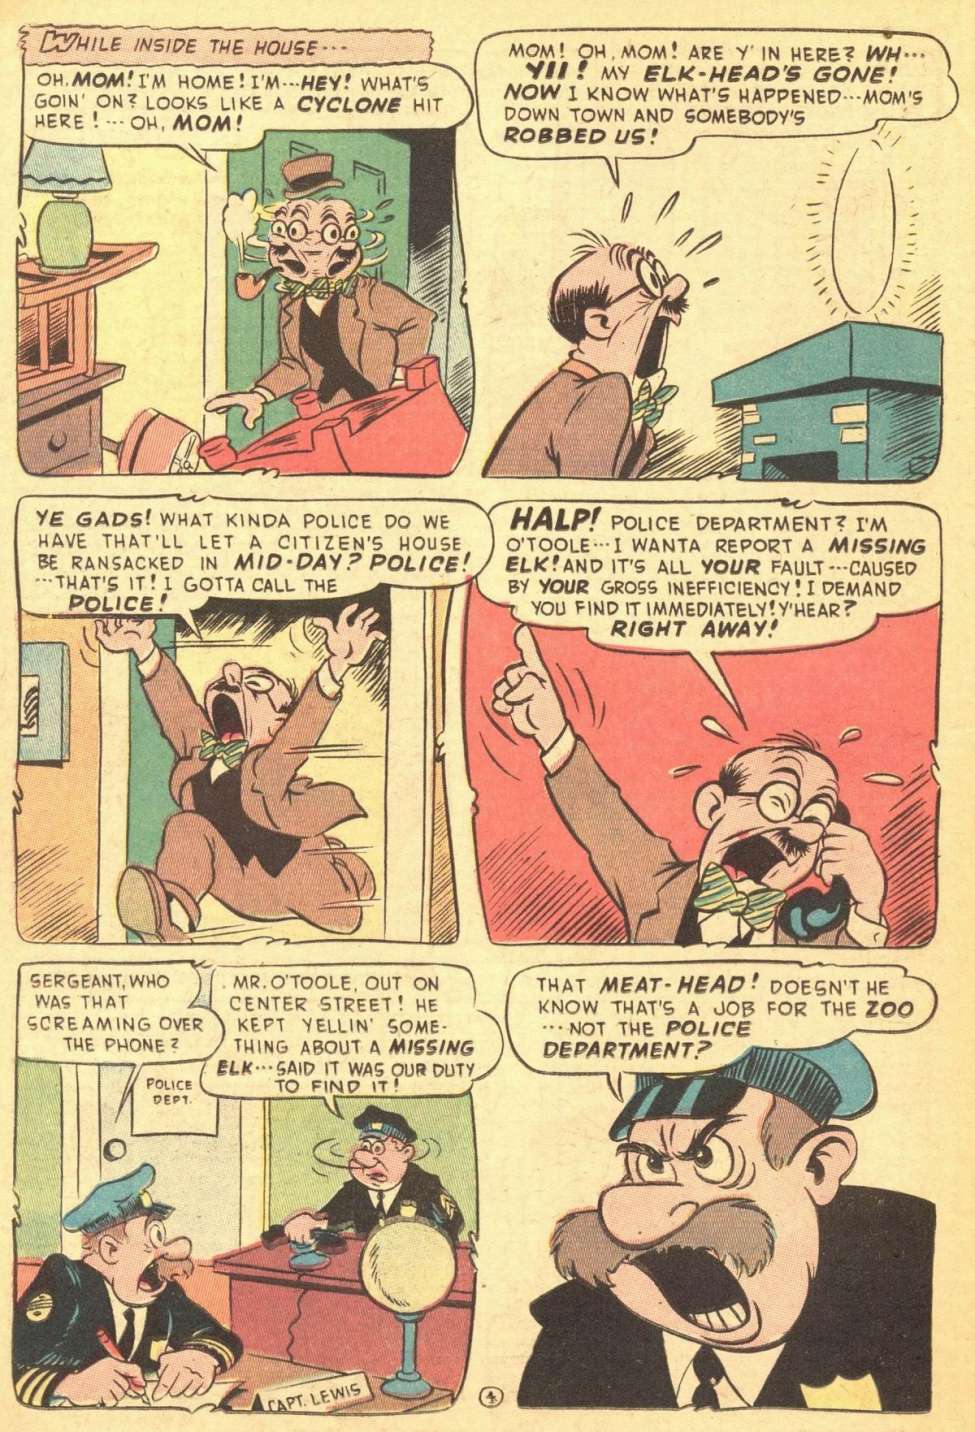 WHILE INSIDE THE HOUSE---
OH, MOM! I'M HOME! I'M---HEY! WHAT'S
GOIN' ON? LOOKS LIKE A CYCLONE HIT
HERE! --- OH, MOM!
MOM! OH, MOM! ARE Y' IN HERE? WH---
YII! MY ELK-HEAD'S GONE!
NOW I KNOW WHAT'S HAPPENED---MOM'S
DOWN TOWN AND SOMEBODY'S
ROBBED US!
YE GADS! WHAT KINDA POLICE DO WE
HAVE THAT'LL LET A CITIZEN'S HOUSE
BE RANSACKED IN MID-DAY? POLICE!
---THAT'S IT! I GOTTA CALL THE
POLICE!
HALP! POLICE DEPARTMENT? I'M
O'TOOLE---I WANTA REPORT A MISSING
ELK! AND IT'S ALL YOUR FAULT---CAUSED
BY YOUR GROSS INEFFICIENCY! I DEMAND
YOU FIND IT IMMEDIATELY! Y'HEAR?
RIGHT AWAY!
SERGEANT, WHO
WAS THAT
SCREAMING OVER
THE PHONE?
MR. O'TOOLE, OUT ON
CENTER STREET! HE
KEPT YELLIN' SOME-
THING ABOUT A MISSING
ELK---SAID IT WAS OUR DUTY
TO FIND IT!
POLICE
DEPT.
CAPT. LEWIS
THAT MEAT-HEAD! DOESN'T HE
KNOW THAT'S A JOB FOR THE ZOO
---NOT THE POLICE
DEPARTMENT?
4